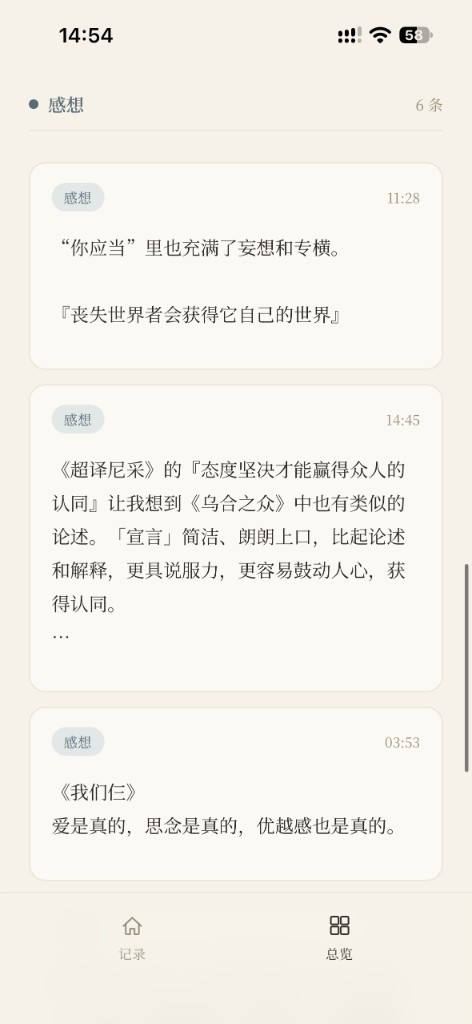 14:54
58
感想
6 条
感想
11:28
“你应当”里也充满了妄想和专横。
『丧失世界者会获得它自己的世界』
感想
14:45
《超译尼采》的『态度坚决才能赢得众人的
认同』让我想到《乌合之众》中也有类似的
论述。「宣言」简洁、朗朗上口，比起论述
和解释，更具说服力，更容易鼓动人心，获
得认同。
...
感想
03:53
《我们仨》
爱是真的，思念是真的，优越感也是真的。
记录
总览